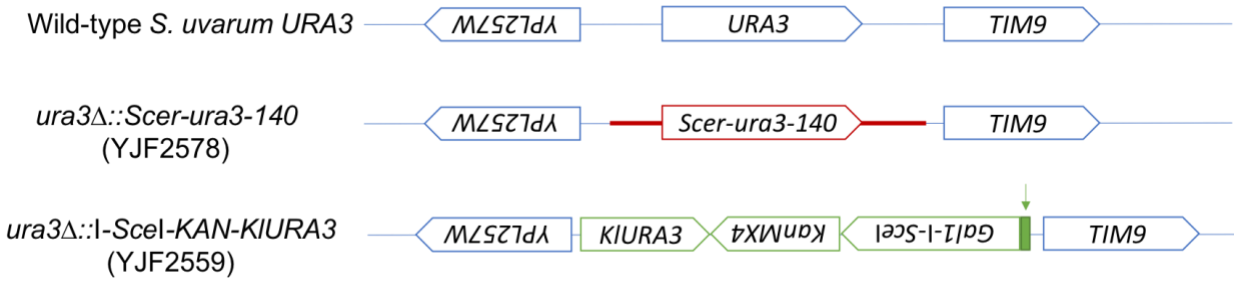 Wild-type S. uvarum URA3
YPL257W
URA3
TIM9
ura3Δ::Scer-ura3-140
(YJF2578)
YPL257W
Scer-ura3-140
TIM9
ura3Δ::I-SceI-KAN-KlURA3
(YJF2559)
YPL257W
KlURA3
KanMX4
Gal1-I-SceI
TIM9